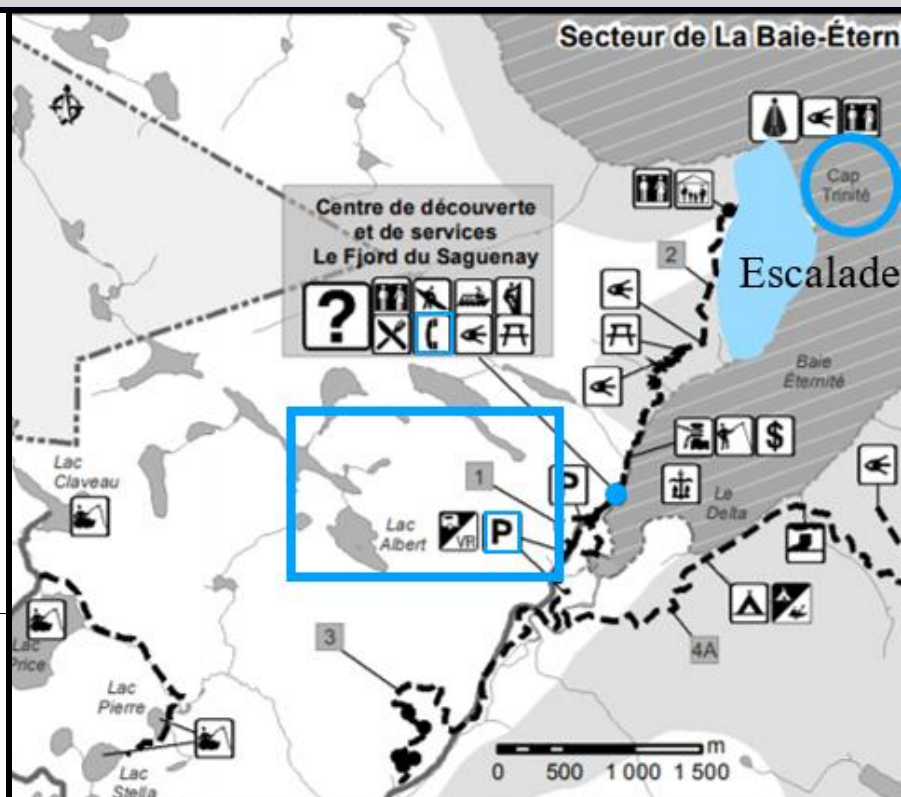 Secteur de La Baie-Étern
Cap
Trinité
Centre de découverte
et de services
Le Fjord du Saguenay
?
2
Escalade
Baie
Éternité
Lac
Claveau
1
P
$
Lac
Albert
VR
P
Le
Delta
Lac
Price
3
4A
Lac
Pierre
Lac
Stella
m
0 500 1 000 1 500